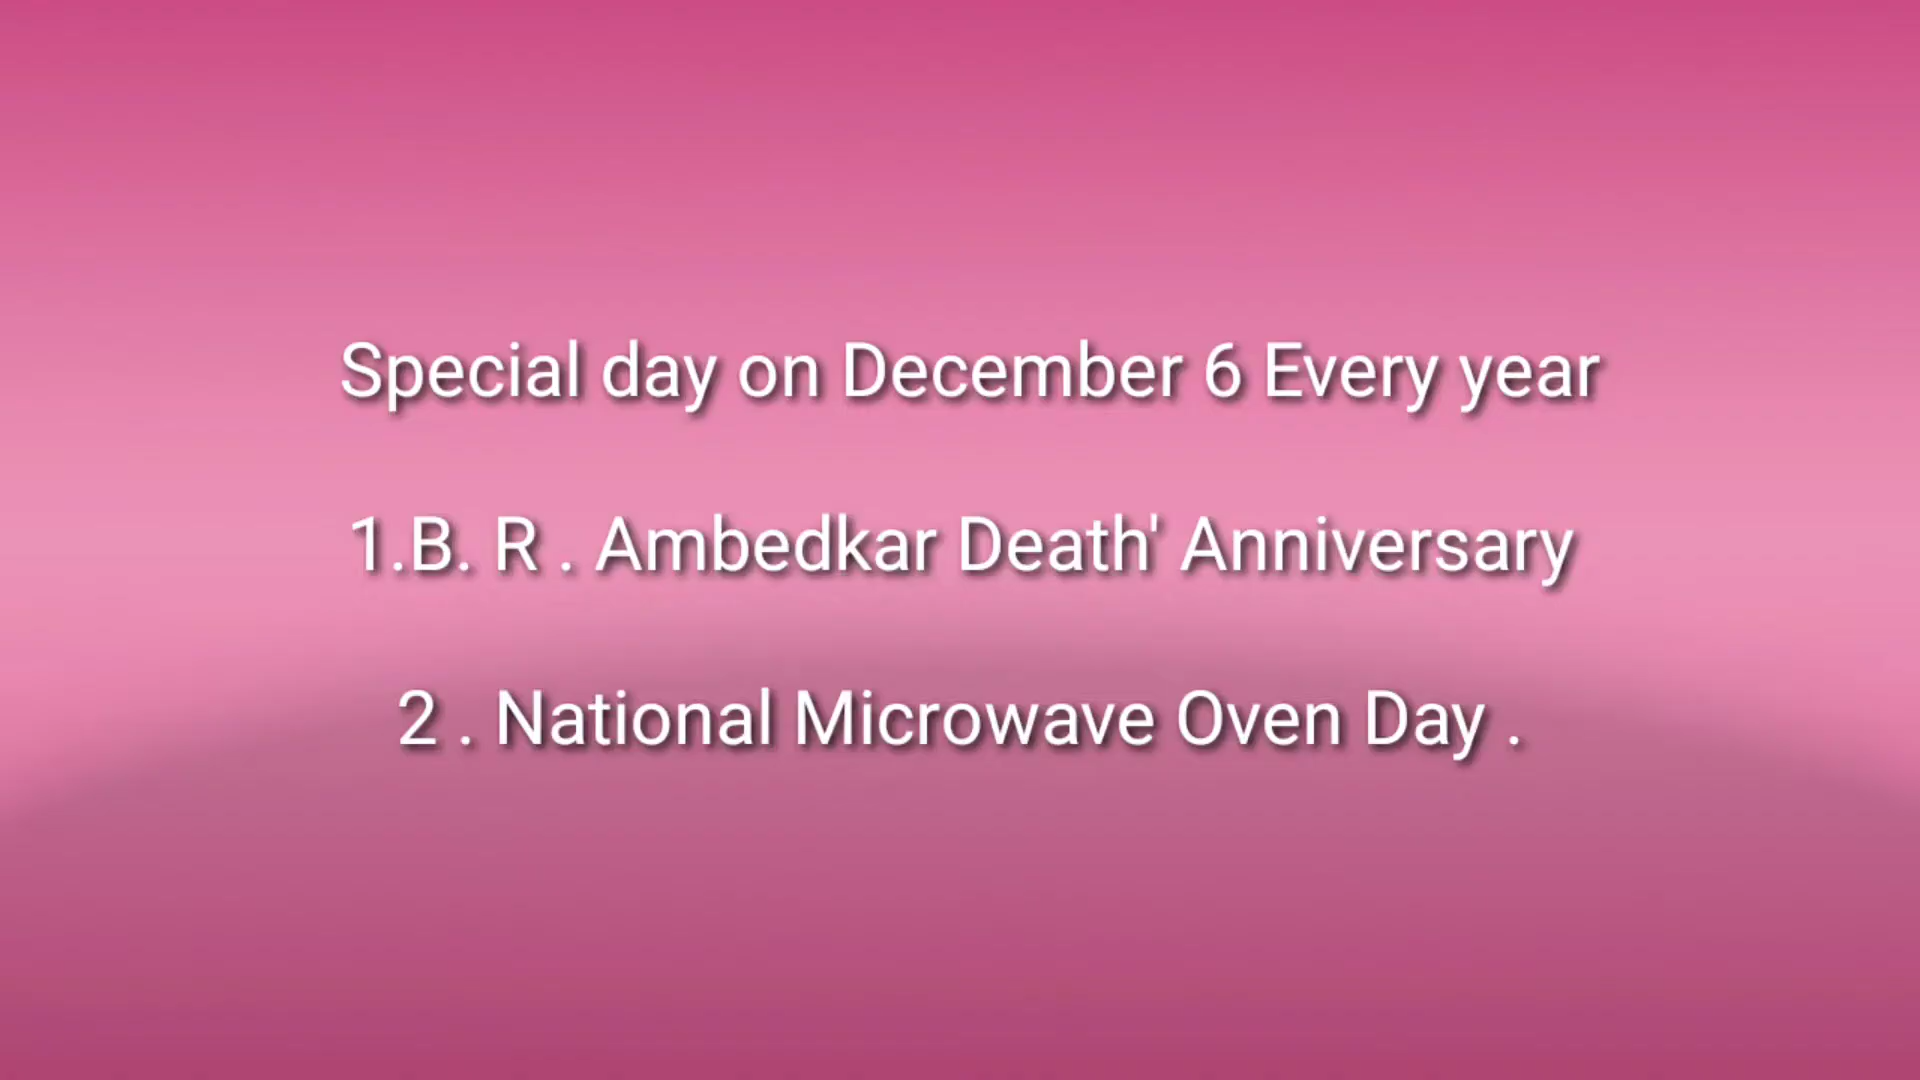 Special day on December 6 Every year
1.B. R . Ambedkar Death' Anniversary
2 . National Microwave Oven Day .